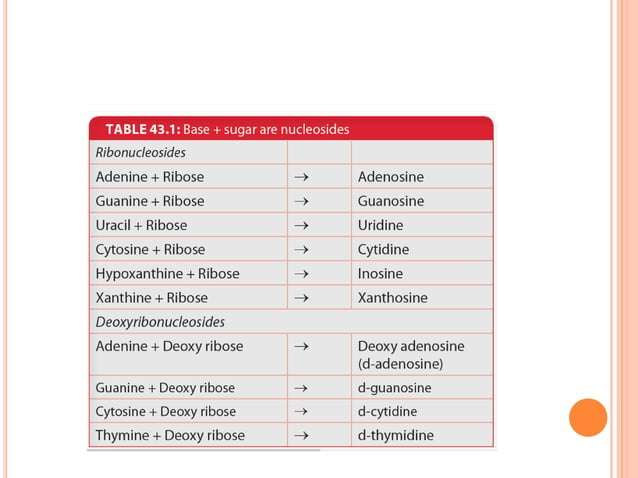 TABLE 43.1: Base + sugar are nucleosides
Ribonucleosides
Adenine + Ribose → Adenosine
Guanine + Ribose → Guanosine
Uracil + Ribose → Uridine
Cytosine + Ribose → Cytidine
Hypoxanthine + Ribose → Inosine
Xanthine + Ribose → Xanthosine
Deoxyribonucleosides
Adenine + Deoxy ribose → Deoxy adenosine
(d-adenosine)
Guanine + Deoxy ribose → d-guanosine
Cytosine + Deoxy ribose → d-cytidine
Thymine + Deoxy ribose → d-thymidine